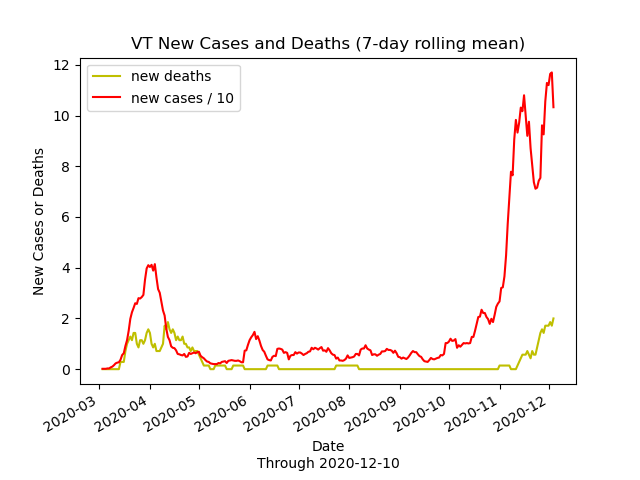 VT New Cases and Deaths (7-day rolling mean)
new deaths
new cases / 10
New Cases or Deaths
12
10
8
6
4
2
0
2020-03
2020-04
2020-05
2020-06
2020-07
2020-08
2020-09
2020-10
2020-11
2020-12
Date
Through 2020-12-10